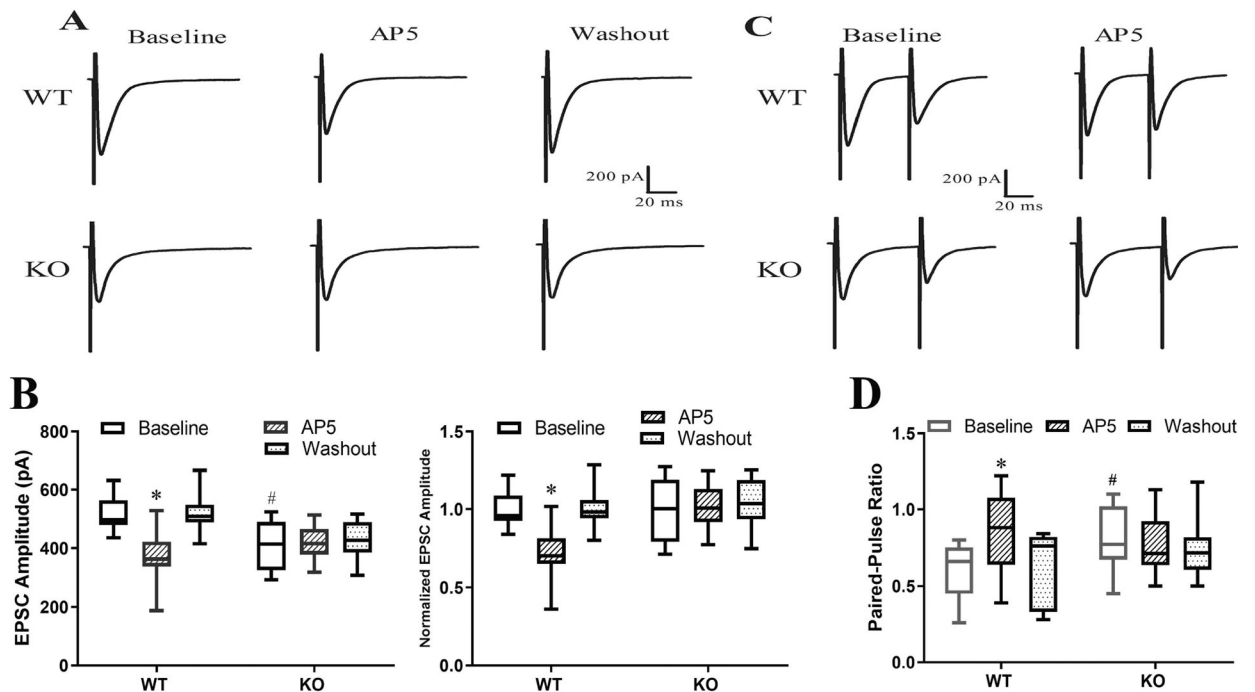 A
Baseline
AP5
Washout
WT
200 pA
20 ms
KO
C
Baseline
AP5
WT
200 pA
20 ms
KO
B
EPSC Amplitude (pA)
800
600
400
200
0
Baseline
AP5
Washout
*
#
WT
KO
Normalized EPSC Amplitude
1.5
1.0
0.5
0.0
Baseline
AP5
Washout
*
WT
KO
D
Baseline
AP5
Washout
Paired-Pulse Ratio
1.5
1.0
0.5
0.0
*
#
WT
KO